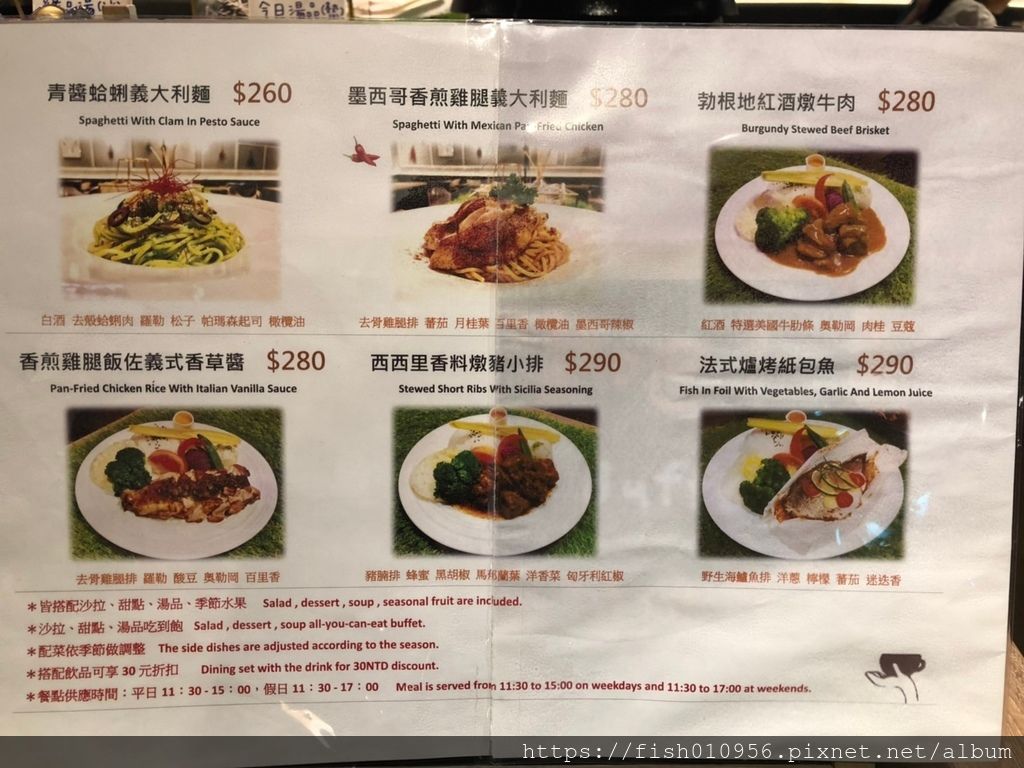 今日湯品(墊)
青醬蛤蜊義大利麵 $260
Spaghetti With Clam In Pesto Sauce
白酒 去殼蛤蜊肉 羅勒 松子 帕瑪森起司 橄欖油
墨西哥香煎雞腿義大利麵 $280
Spaghetti With Mexican Pan-Fried Chicken
去骨雞腿排 蕃茄 月桂葉 百里香 橄欖油 墨西哥辣椒
勃根地紅酒燉牛肉 $280
Burgundy Stewed Beef Brisket
紅酒 特選美國牛肋條 奧勒岡 肉桂 豆蔻
香煎雞腿飯佐義式香草醬 $280
Pan-Fried Chicken Rice With Italian Vanilla Sauce
去骨雞腿排 羅勒 酸豆 奧勒岡 百里香
西西里香料燉豬小排 $290
Stewed Short Ribs With Sicilia Seasoning
豬腩排 蜂蜜 黑胡椒 馬郁蘭葉 洋香菜 匈牙利紅椒
法式爐烤紙包魚 $290
Fish In Foil With Vegetables, Garlic And Lemon Juice
野生海鱸魚排 洋蔥 檸檬 蕃茄 迷迭香
*皆搭配沙拉、甜點、湯品、季節水果 Salad , dessert , soup , seasonal fruit are included.
*沙拉、甜點、湯品吃到飽 Salad , dessert , soup all-you-can-eat buffet.
*配菜依季節做調整 The side dishes are adjusted according to the season.
*搭配飲品可享 30 元折扣 Dining set with the drink for 30NTD discount.
*餐點供應時間：平日 11：30 - 15：00，假日 11：30 - 17：00 Meal is served from 11:30 to 15:00 on weekdays and 11:30 to 17:00 at weekends.
https://fish010956.pixnet.net/album